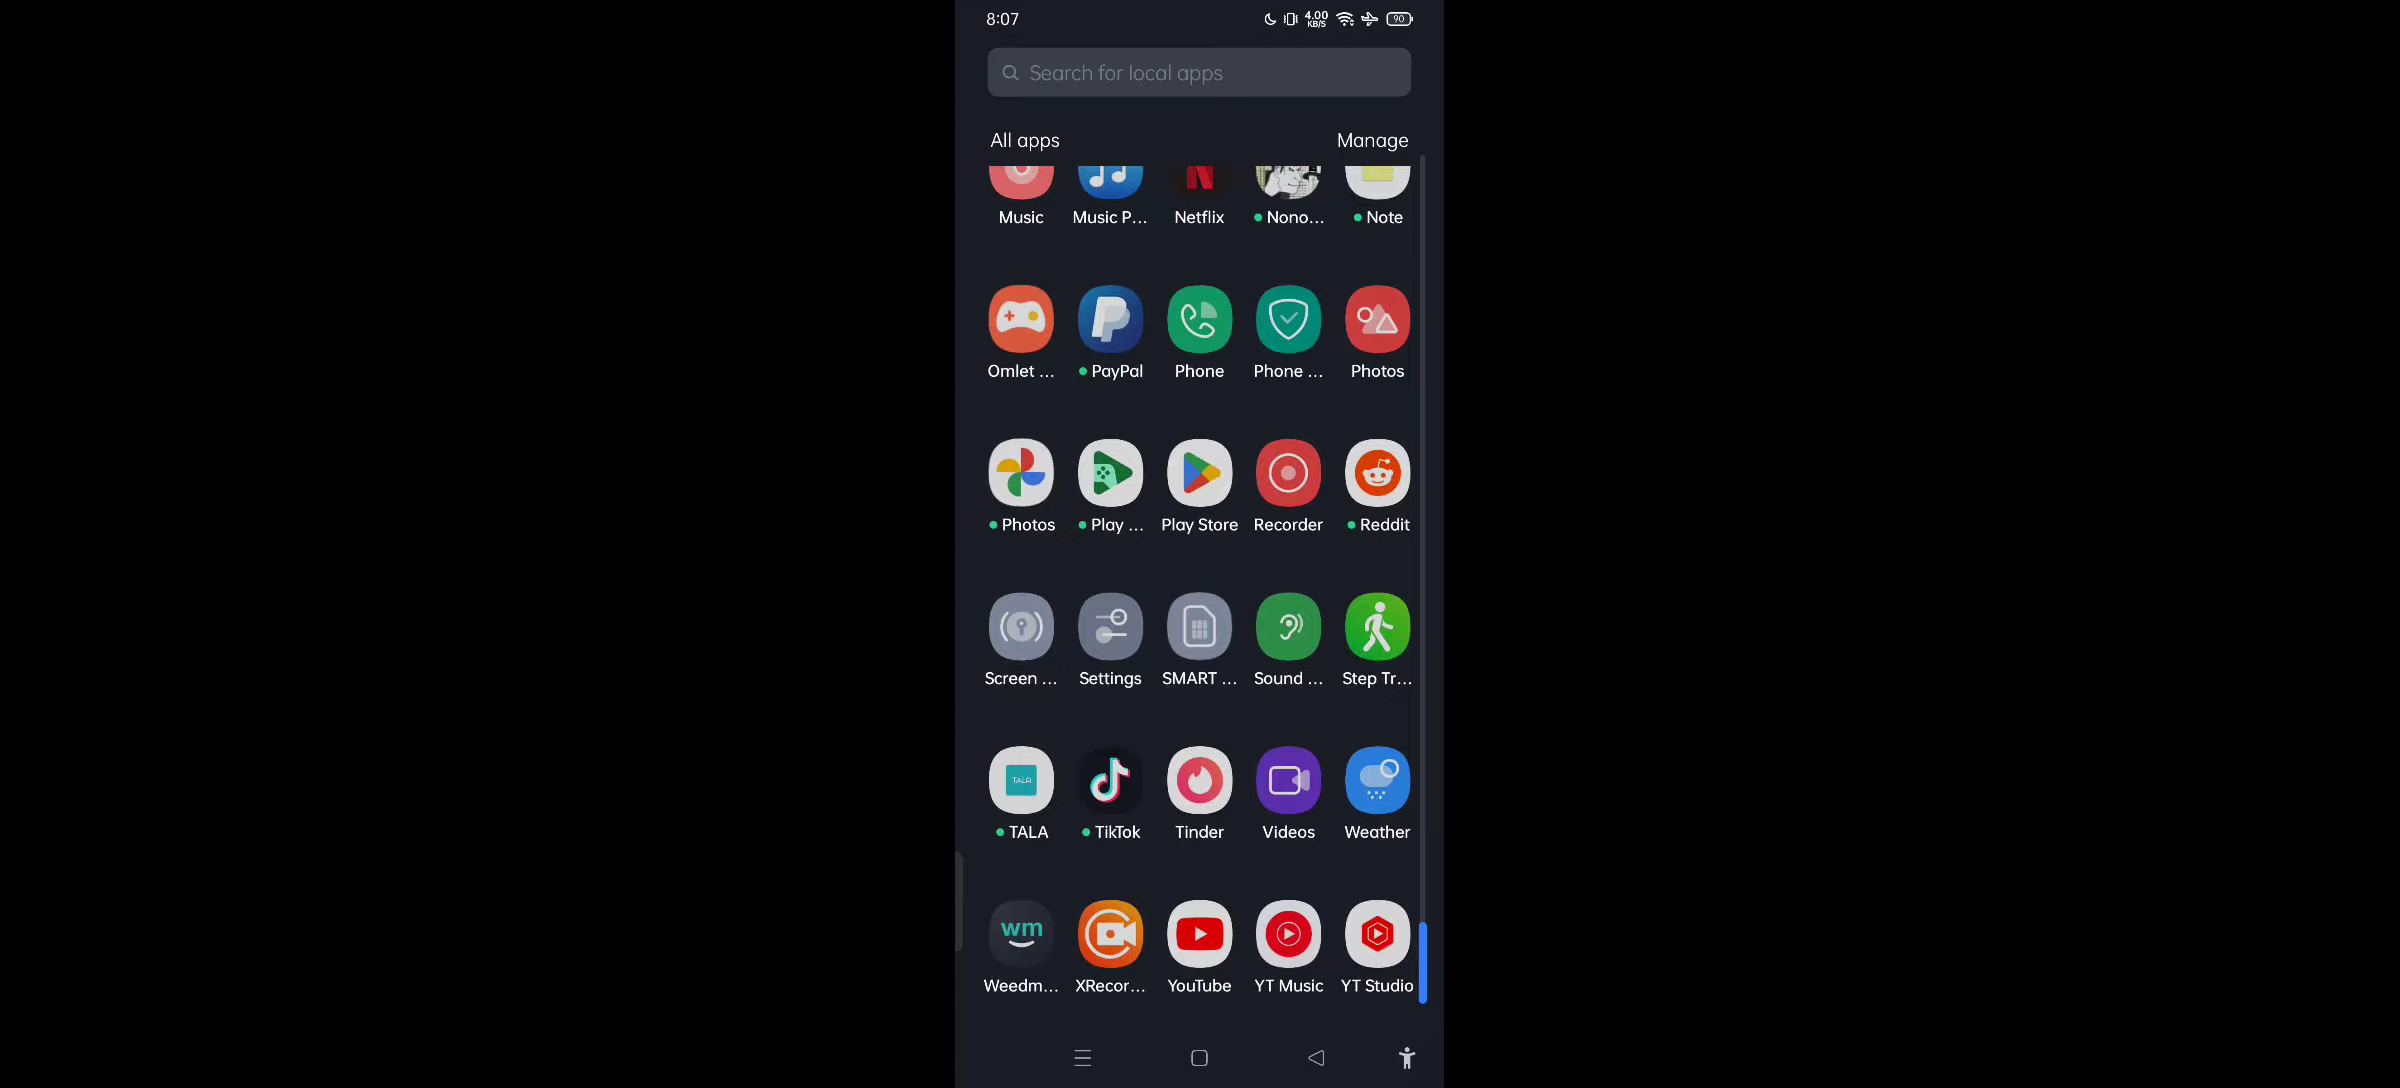 8:07 4.00 KB/S 90
Search for local apps
All apps Manage
Music Music P... Netflix Nono... Note
Omlet ... PayPal Phone Phone ... Photos
Photos Play ... Play Store Recorder Reddit
Screen ... Settings SMART ... Sound ... Step Tr...
TALA
TALA TikTok Tinder Videos Weather
wm
Weedm... XRecor... YouTube YT Music YT Studio